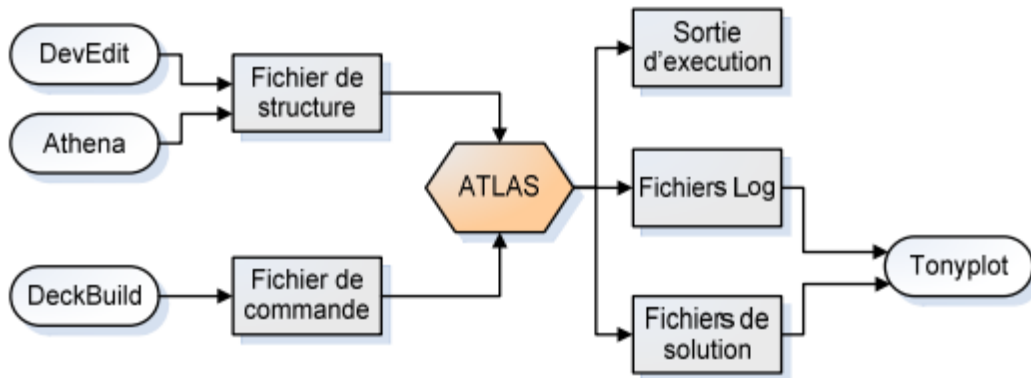 DevEdit
Athena
Fichier de
structure
DeckBuild
Fichier de
commande
ATLAS
Sortie
d'execution
Fichiers Log
Fichiers de
solution
Tonyplot